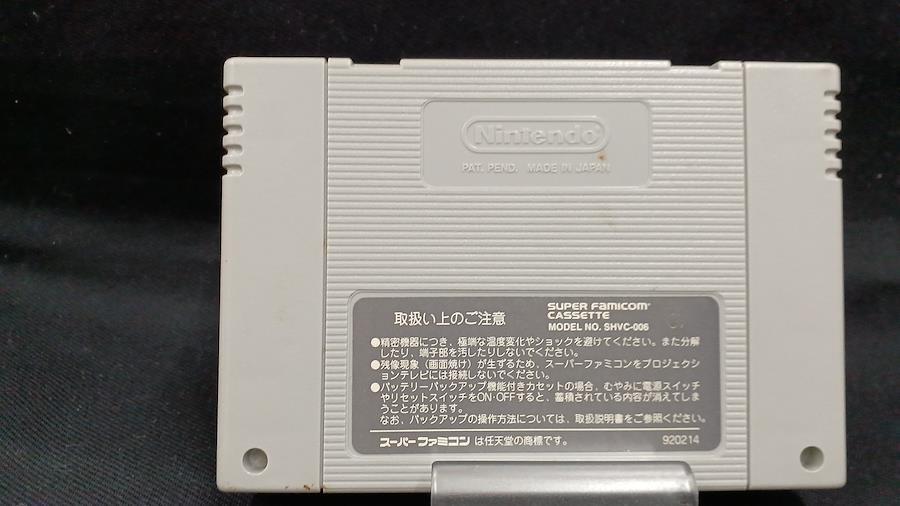 Nintendo
PAT. PEND. MADE IN JAPAN
取扱い上のご注意
SUPER FAMICOM
CASSETTE
MODEL NO. SHVC-006
●精密機器につき、極端な温度変化やショックを避けてください。また分解
したり、端子部を汚したりしないでください。
●残像現象（画面焼け）が生ずるため、スーパーファミコンをプロジェクシ
ョンテレビには接続しないでください。
●バッテリーバックアップ機能付きカセットの場合、むやみに電源スイッチ
やリセットスイッチをON·OFFすると、蓄積されている内容が消えてしま
うことがあります。
なお、バックアップの操作方法については、取扱説明書をご参照ください。
スーパーファミコン は任天堂の商標です。
920214